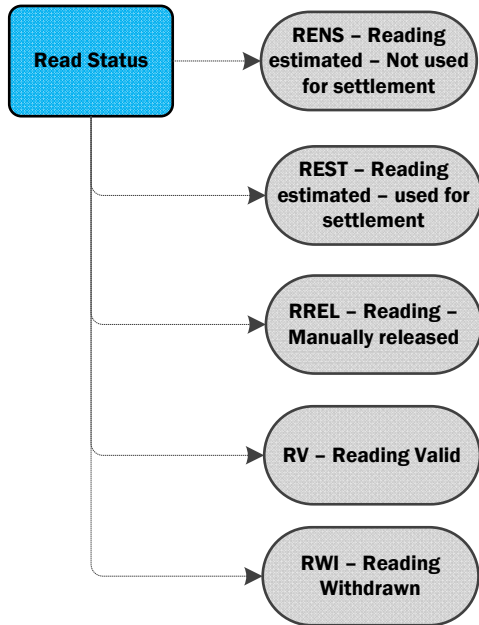 Read Status
RENS – Reading
estimated – Not used
for settlement
REST – Reading
estimated – used for
settlement
RREL – Reading –
Manually released
RV – Reading Valid
RWI – Reading
Withdrawn